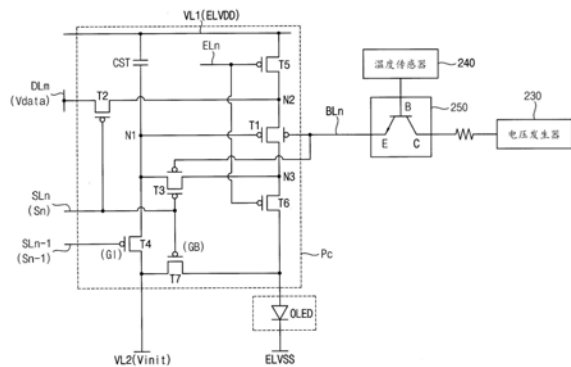 VL1(ELVDD)
ELn
CST
T5
温度传感器
240
DLm
(Vdata)
T2
N2
B
250
230
N1
T1
BLn
E
C
电压发生器
T3
N3
SLn
(Sn)
T6
SLn-1
(Sn-1)
(GI)
T4
(GB)
T7
Pc
OLED
VL2(Vinit)
ELVSS